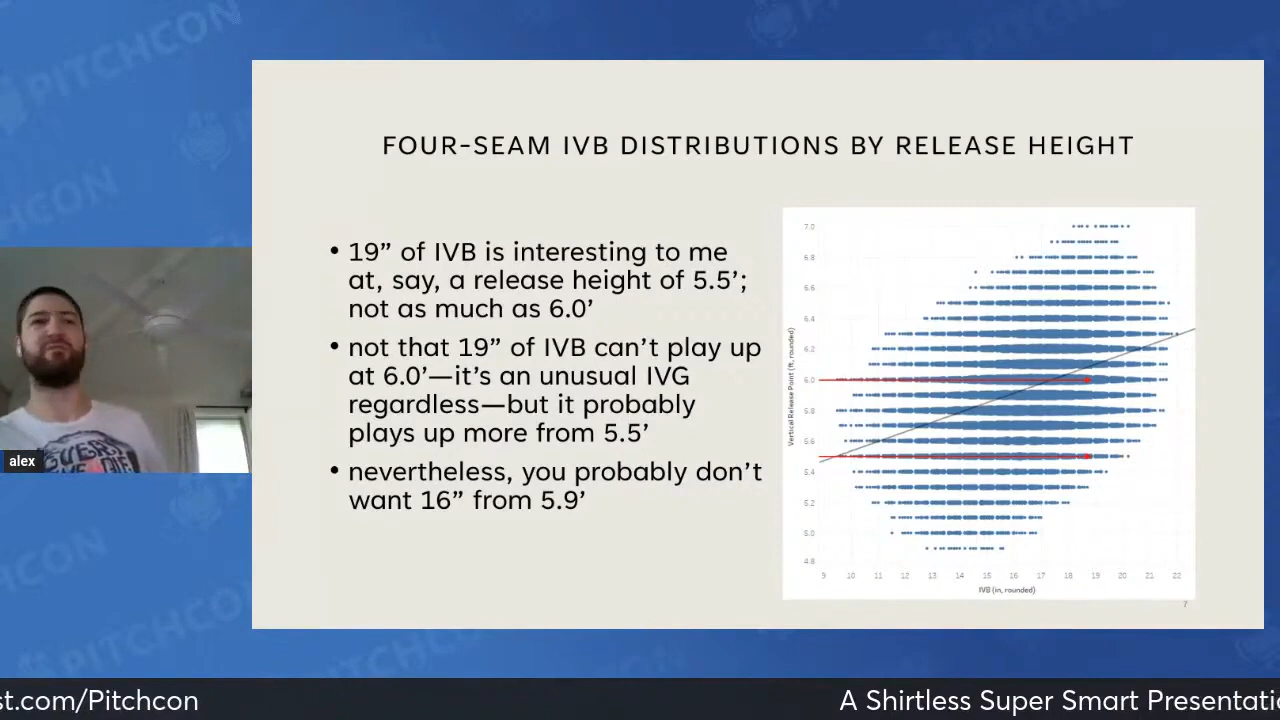 PITCHCON
FOUR-SEAM IVB DISTRIBUTIONS BY RELEASE HEIGHT
• 19” of IVB is interesting to me
at, say, a release height of 5.5’;
not as much as 6.0’
• not that 19” of IVB can’t play up
at 6.0’—it’s an unusual IVG
regardless—but it probably
plays up more from 5.5’
• nevertheless, you probably don’t
want 16” from 5.9’
Vertical Release Point (ft, rounded)
7.0
6.8
6.6
6.4
6.2
6.0
5.8
5.6
5.4
5.2
5.0
4.8
9 10 11 12 13 14 15 16 17 18 19 20 21 22
IVB (in, rounded)
7
alex
PITCHCON
st.com/Pitchcon
A Shirtless Super Smart Presentatio